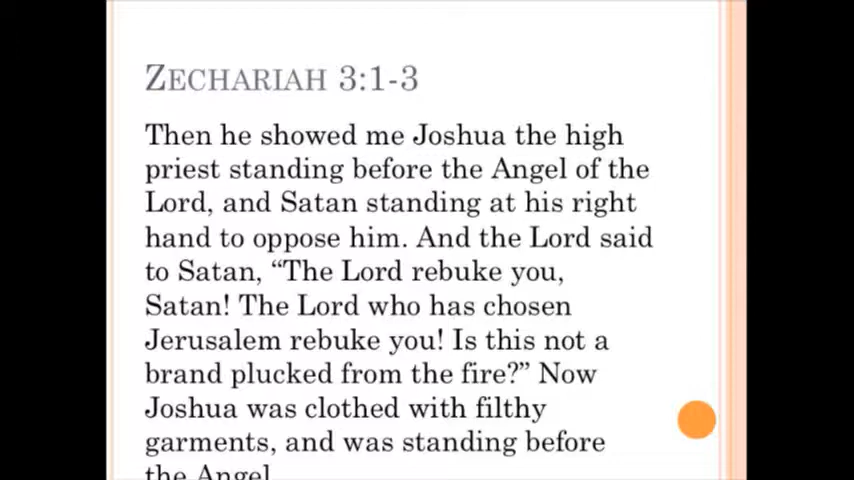 ZECHARIAH 3:1-3
Then he showed me Joshua the high
priest standing before the Angel of the
Lord, and Satan standing at his right
hand to oppose him. And the Lord said
to Satan, “The Lord rebuke you,
Satan! The Lord who has chosen
Jerusalem rebuke you! Is this not a
brand plucked from the fire?” Now
Joshua was clothed with filthy
garments, and was standing before
the Angel